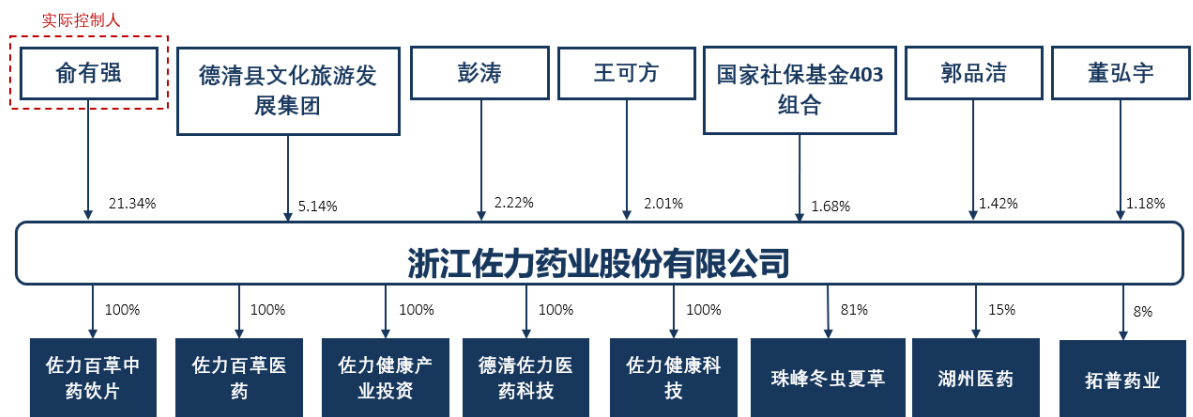 实际控制人
俞有强
德清县文化旅游发
展集团
彭涛
王可方
国家社保基金403
组合
郭品洁
董弘宇
21.34%
5.14%
2.22%
2.01%
1.68%
1.42%
1.18%
浙江佐力药业股份有限公司
100%
100%
100%
100%
100%
81%
15%
8%
佐力百草中
药饮片
佐力百草医
药
佐力健康产
业投资
德清佐力医
药科技
佐力健康科
技
珠峰冬虫夏草
湖州医药
拓普药业